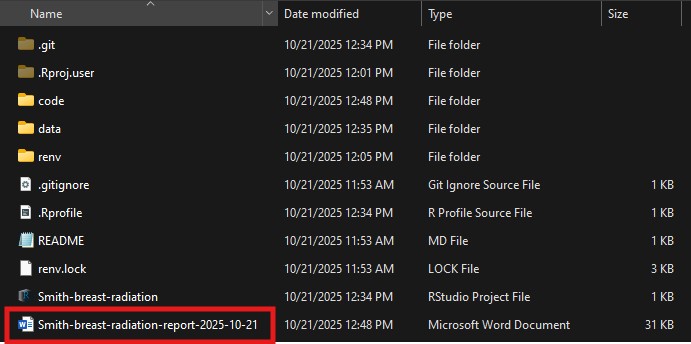 Name Date modified Type Size
.git 10/21/2025 12:34 PM File folder
.Rproj.user 10/21/2025 12:01 PM File folder
code 10/21/2025 12:48 PM File folder
data 10/21/2025 12:35 PM File folder
renv 10/21/2025 12:05 PM File folder
.gitignore 10/21/2025 11:53 AM Git Ignore Source File 1 KB
.Rprofile 10/21/2025 12:34 PM R Profile Source File 1 KB
README 10/21/2025 11:53 AM MD File 1 KB
renv.lock 10/21/2025 11:53 AM LOCK File 3 KB
Smith-breast-radiation 10/21/2025 12:34 PM RStudio Project File 1 KB
Smith-breast-radiation-report-2025-10-21 10/21/2025 12:48 PM Microsoft Word Document 31 KB